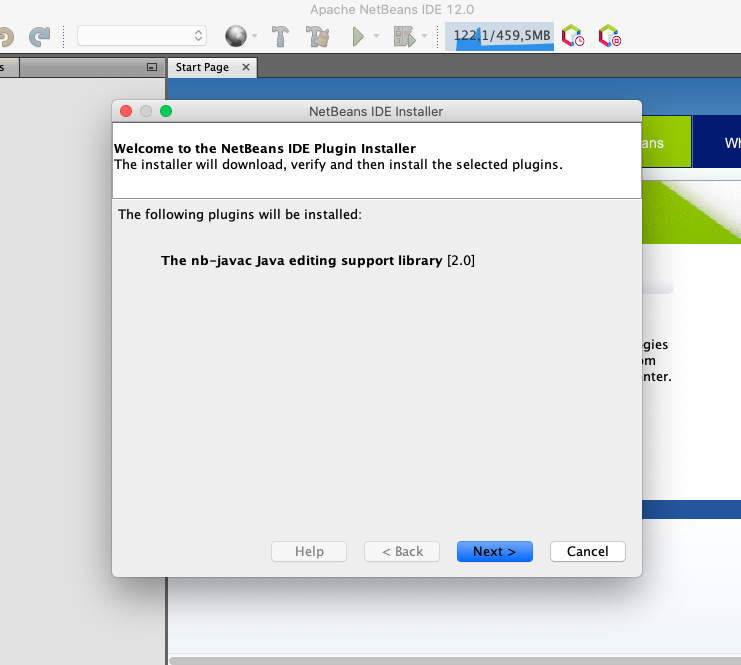 Apache NetBeans IDE 12.0
122,1/459,5MB
s
Start Page
NetBeans IDE Installer
ans
Wh
Welcome to the NetBeans IDE Plugin Installer
The installer will download, verify and then install the selected plugins.
The following plugins will be installed:
The nb-javac Java editing support library [2.0]
gies
om
nter.
Help
< Back
Next >
Cancel